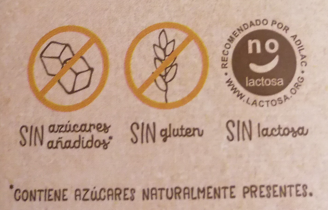 RECOMENDADO POR ADILAC
no
lactosa
• WWW.LACTOSA.ORG •
SIN azúcares añadidos*
SIN gluten
SIN lactosa
*CONTIENE AZÚCARES NATURALMENTE PRESENTES.